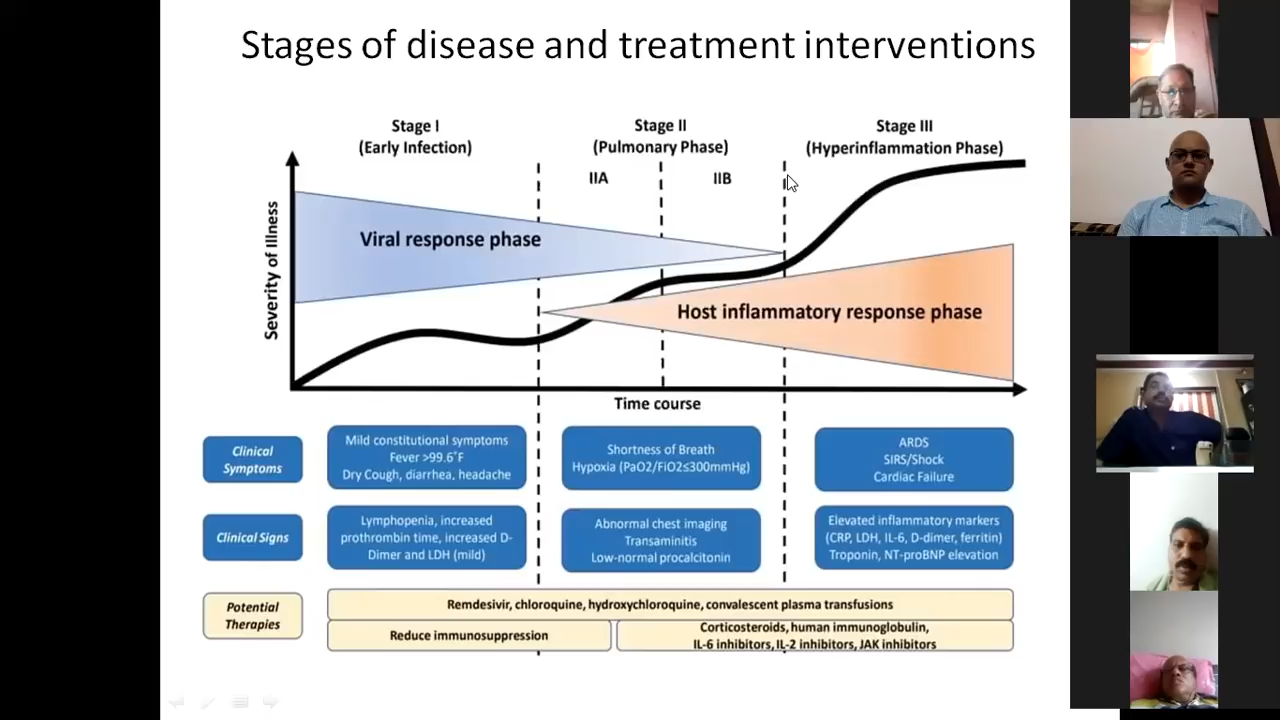 Stages of disease and treatment interventions
Stage I
(Early Infection)
Stage II
(Pulmonary Phase)
Stage III
(Hyperinflammation Phase)
IIA
IIB
Severity of Illness
Viral response phase
Host inflammatory response phase
Time course
Clinical
Symptoms
Mild constitutional symptoms
Fever >99.6°F
Dry Cough, diarrhea, headache
Shortness of Breath
Hypoxia (PaO2/FiO2≤300mmHg)
ARDS
SIRS/Shock
Cardiac Failure
Clinical Signs
Lymphopenia, increased
prothrombin time, increased D-
Dimer and LDH (mild)
Abnormal chest imaging
Transaminitis
Low-normal procalcitonin
Elevated inflammatory markers
(CRP, LDH, IL-6, D-dimer, ferritin)
Troponin, NT-proBNP elevation
Potential
Therapies
Remdesivir, chloroquine, hydroxychloroquine, convalescent plasma transfusions
Reduce immunosuppression
Corticosteroids, human immunoglobulin,
IL-6 inhibitors, IL-2 inhibitors, JAK inhibitors